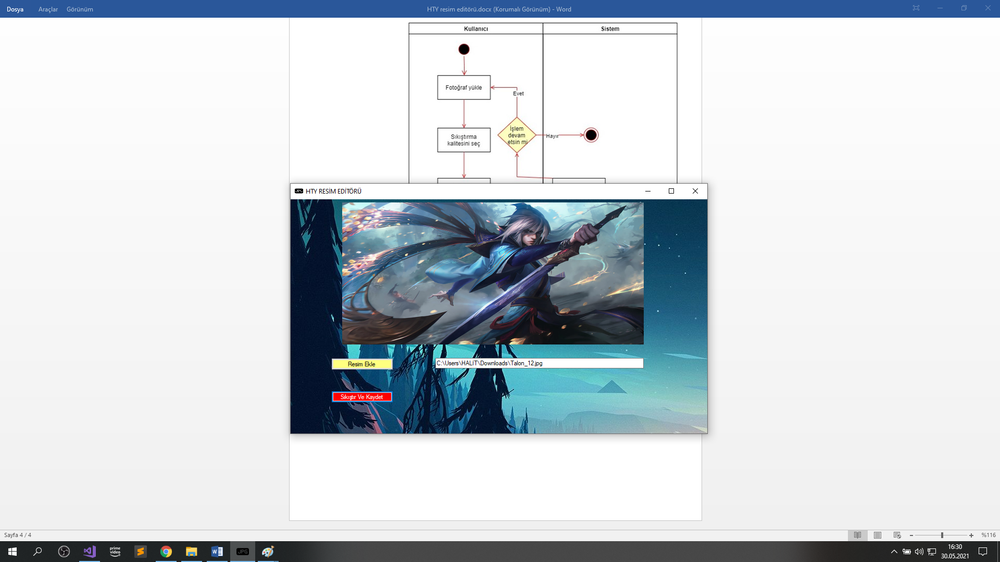 Dosya Araçlar Görünüm
HTY resim editörü.docx (Korumalı Görünüm) - Word
Kullanıcı Sistem
Fotoğraf yükle
Evet
İşlem
devam
etsin mi
Hayır
Sıkıştırma
kalitesini seç
HTY RESİM EDİTÖRÜ
Resim Ekle
C:\Users\HALİT\Downloads\Talon_12.jpg
Sıkıştır Ve Kaydet
Sayfa 4 / 4
%116
prime
video
JPG
16:30
30.05.2021